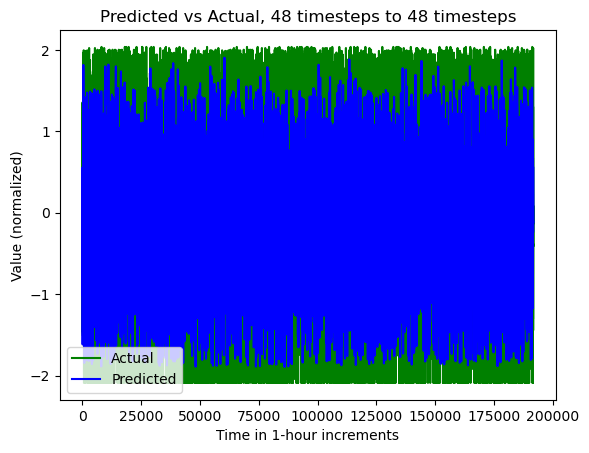 Predicted vs Actual, 48 timesteps to 48 timesteps
Value (normalized)
2
1
0
−1
−2
Actual
Predicted
0 25000 50000 75000 100000 125000 150000 175000 200000
Time in 1-hour increments